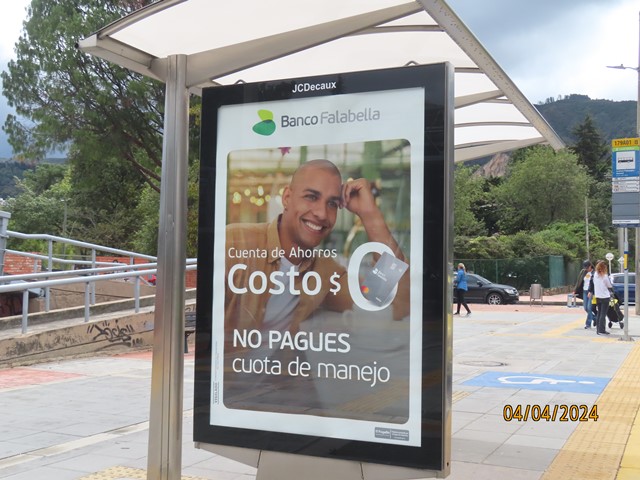 JCDecaux
Banco Falabella
Cuenta de Ahorros
Costo $0
NO PAGUES
cuota de manejo
04/04/2024